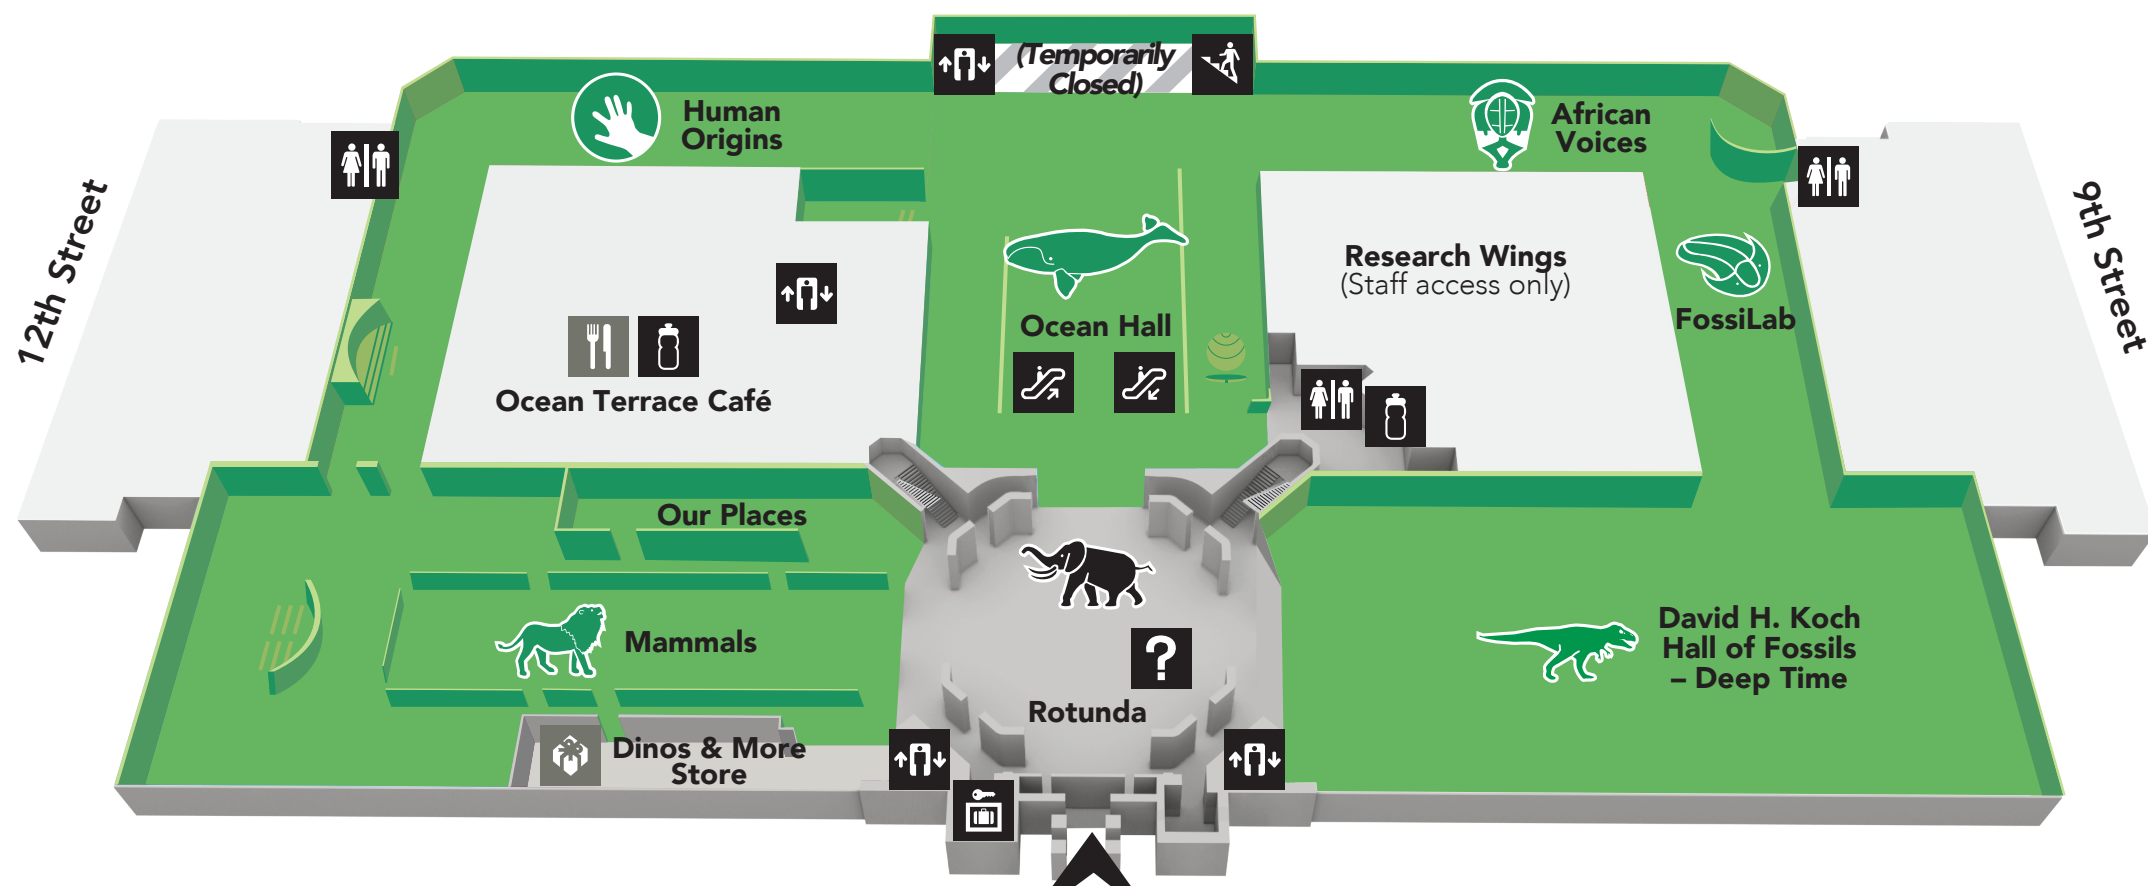 (Temporarily
Closed)
Human
Origins
African
Voices
12th Street
9th Street
Research Wings
(Staff access only)
FossiLab
Ocean Hall
Ocean Terrace Café
Our Places
Mammals
David H. Koch
Hall of Fossils
– Deep Time
?
Rotunda
Dinos & More
Store